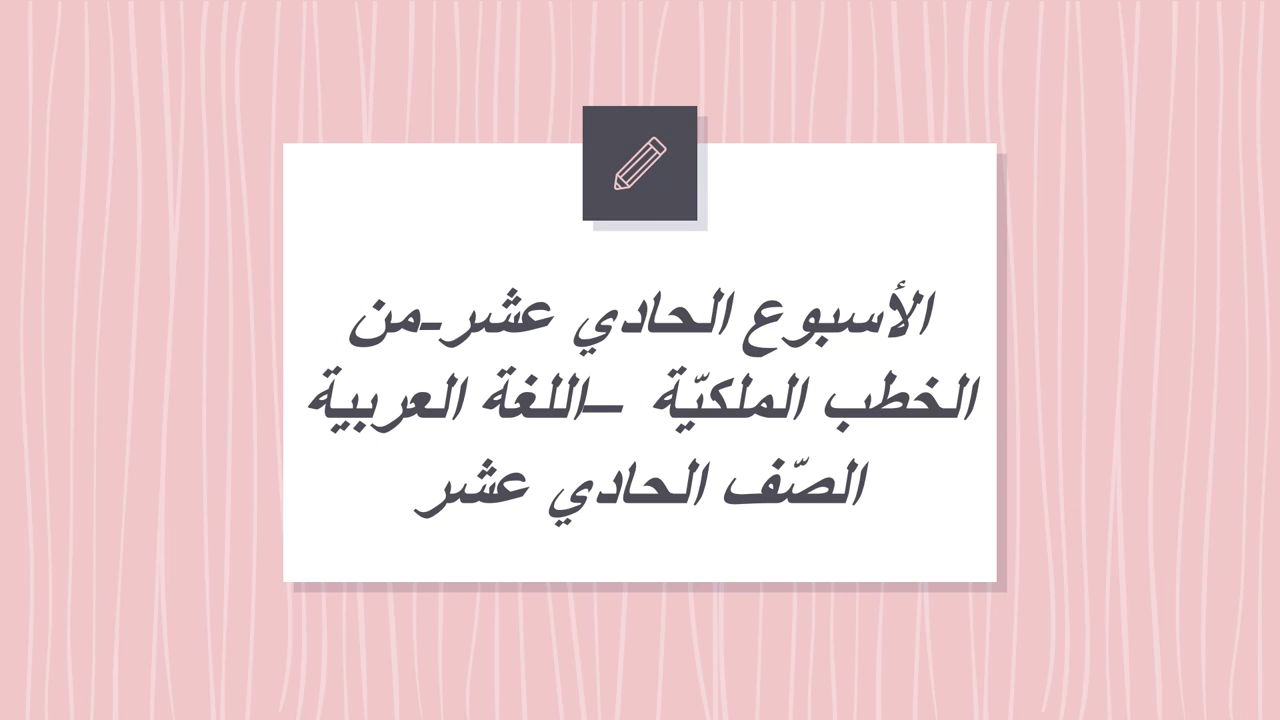 الأسبوع الحادي عشر-من
الخطب الملكيّة –اللغة العربية
الصّف الحادي عشر